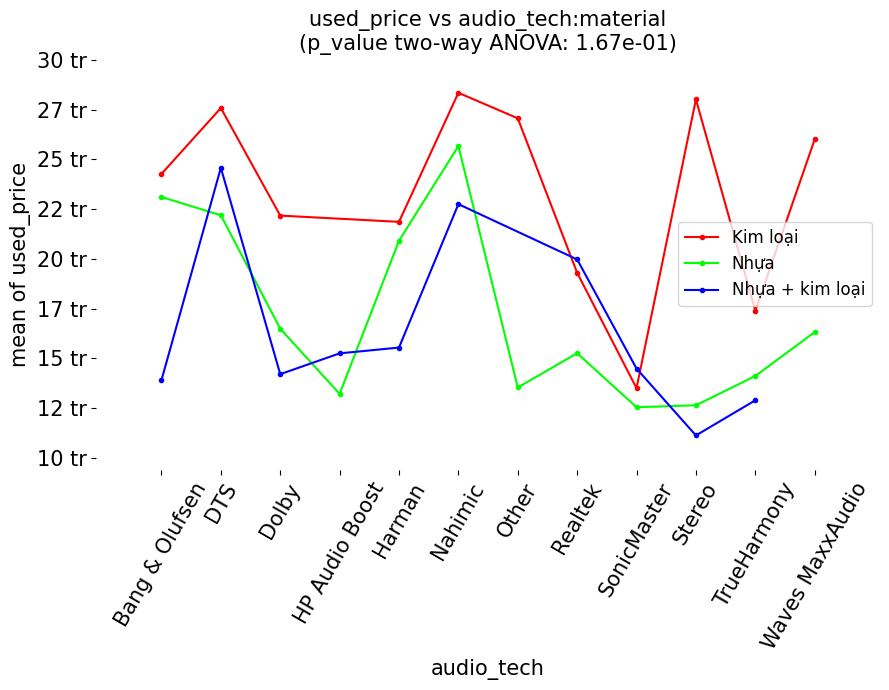 used_price vs audio_tech:material
(p_value two-way ANOVA: 1.67e-01)
30 tr
27 tr
25 tr
22 tr
20 tr
17 tr
15 tr
12 tr
10 tr
mean of used_price
Kim loại
Nhựa
Nhựa + kim loại
Bang & Olufsen
DTS
Dolby
HP Audio Boost
Harman
Nahimic
Other
Realtek
SonicMaster
Stereo
TrueHarmony
Waves MaxxAudio
audio_tech